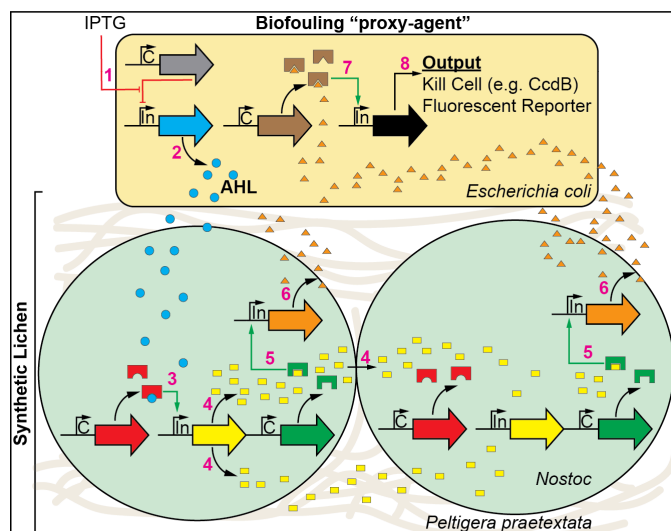 IPTG
Biofouling “proxy-agent”
1
C
In
2
AHL
C
7
In
8
Output
Kill Cell (e.g. CcdB)
Fluorescent Reporter
Escherichia coli
Synthetic Lichen
6
In
5
3
4
4
C
In
C
4
6
In
5
C
In
C
Nostoc
Peltigera praetextata